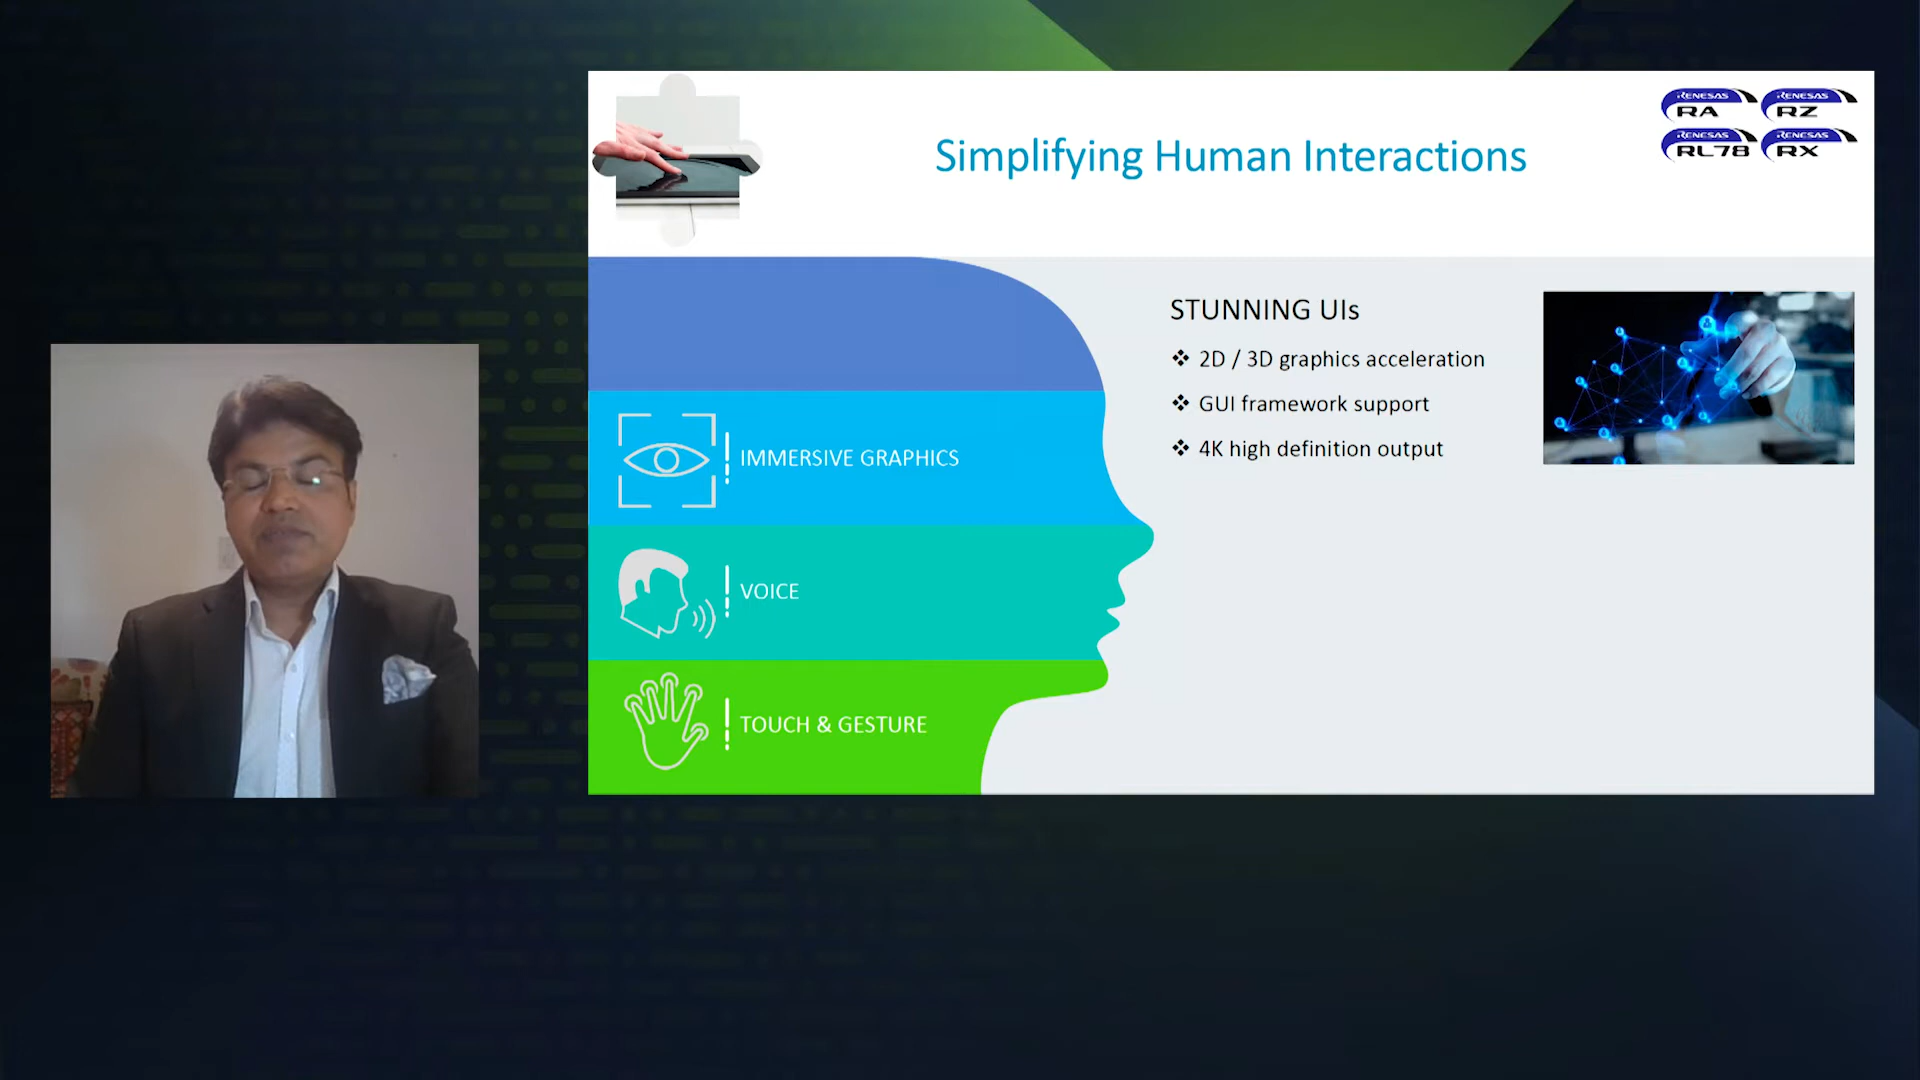 Simplifying Human Interactions
RENESAS
RA
RENESAS
RZ
RENESAS
RL78
RENESAS
RX
IMMERSIVE GRAPHICS
VOICE
TOUCH & GESTURE
STUNNING UIs
❖ 2D / 3D graphics acceleration
❖ GUI framework support
❖ 4K high definition output